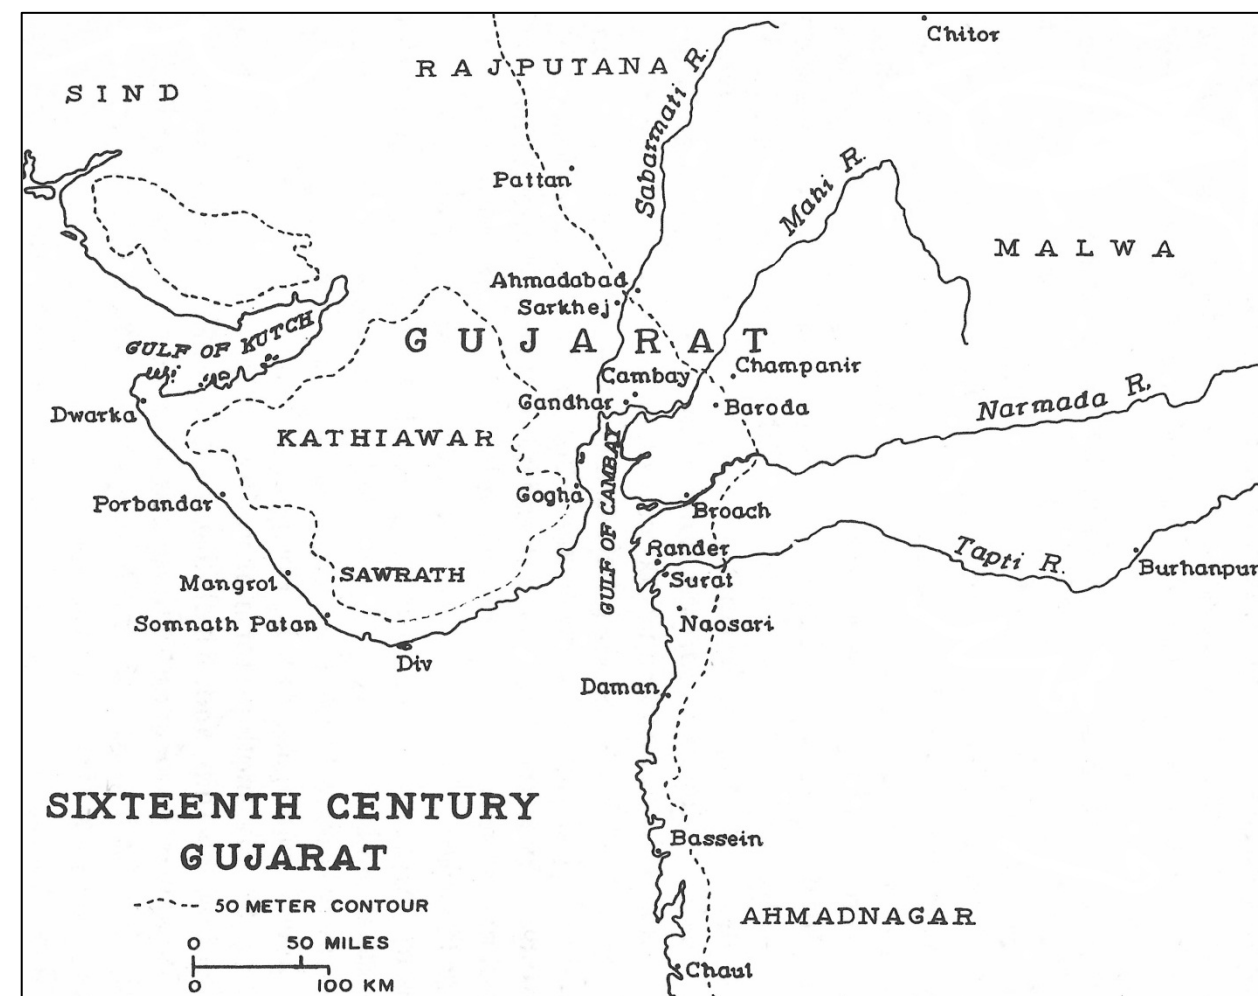 Chitor
RAJPUTANA
SIND
Sabarmati R.
Pattan
Mahi R.
MALWA
Ahmadabad
Sarkhej
GULF OF KUTCH
GUJARAT
Champanir
Cambay
Gandhar
Baroda
Narmada R.
Dwarka
KATHIAWAR
GULF OF CAMBAY
Gogha
Porbandar
Broach
Rander
Tapti R.
Surat
Burhanpur
Mangrol
SAWRATH
Somnath Patan
Naosari
Div
Daman
SIXTEENTH CENTURY
GUJARAT
Bassein
50 METER CONTOUR
AHMADNAGAR
0 50 MILES
0 100 KM
Chaul